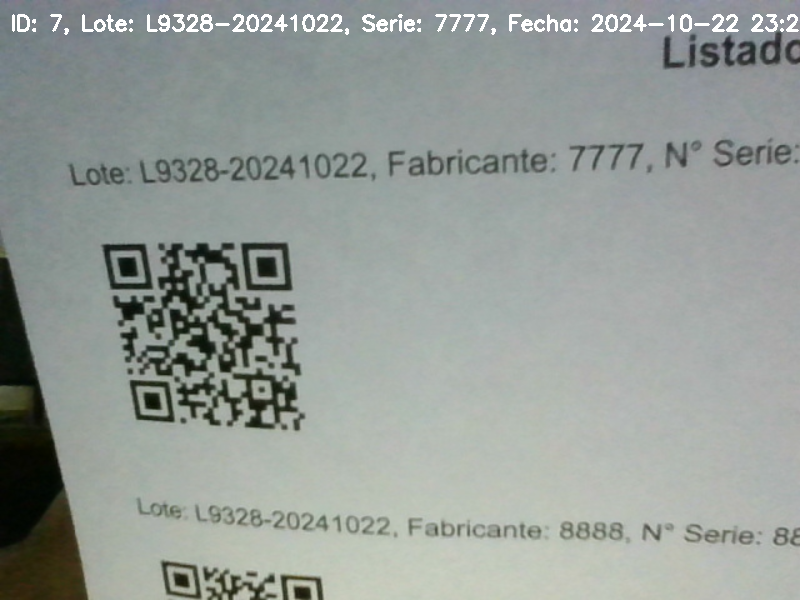 ID: 7, Lote: L9328-20241022, Serie: 7777, Fecha: 2024-10-22 23:2
Listado
Lote: L9328-20241022, Fabricante: 7777, N° Serie:
Lote: L9328-20241022, Fabricante: 8888, N° Serie: 88